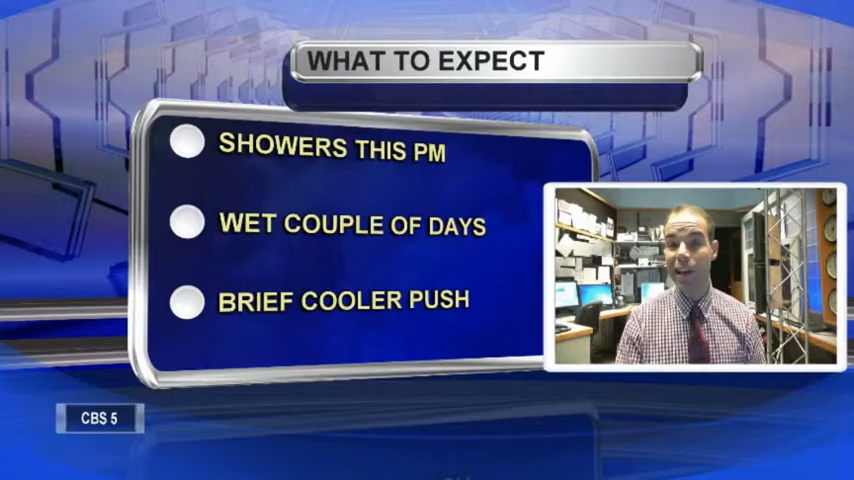 WHAT TO EXPECT
SHOWERS THIS PM
WET COUPLE OF DAYS
BRIEF COOLER PUSH
CBS 5